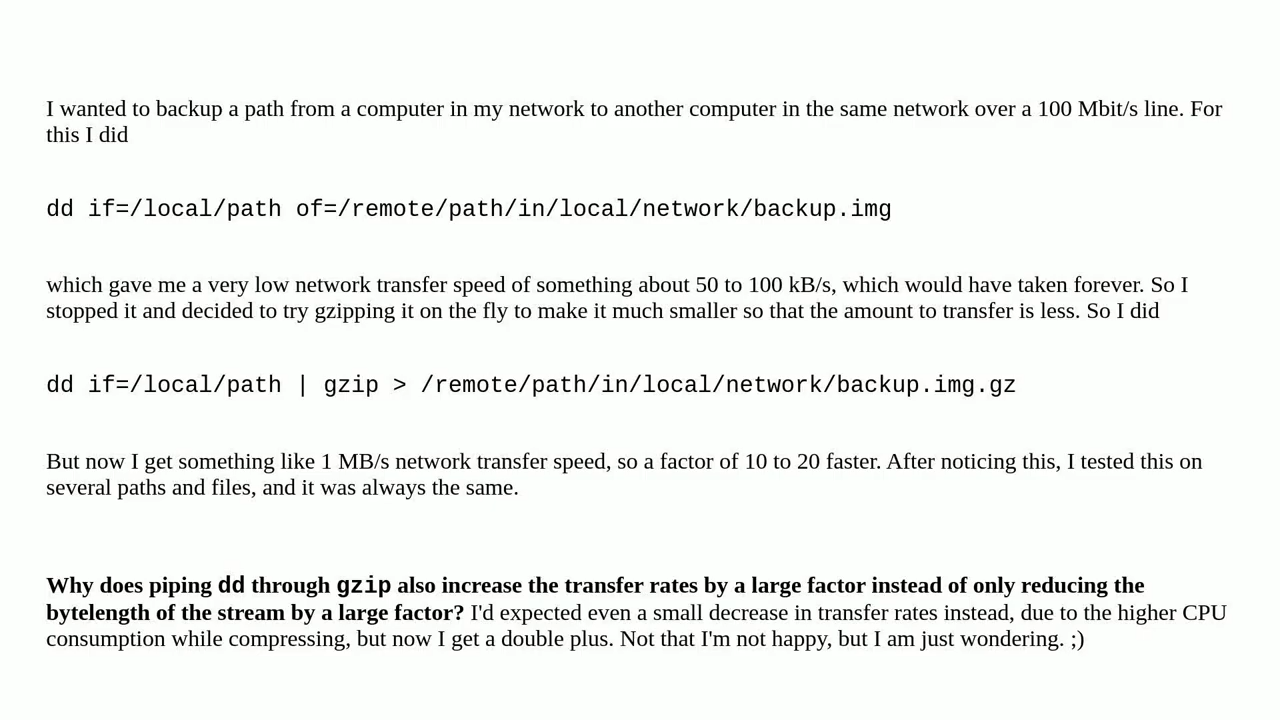 I wanted to backup a path from a computer in my network to another computer in the same network over a 100 Mbit/s line. For
this I did
dd if=/local/path of=/remote/path/in/local/network/backup.img
which gave me a very low network transfer speed of something about 50 to 100 kB/s, which would have taken forever. So I
stopped it and decided to try gzipping it on the fly to make it much smaller so that the amount to transfer is less. So I did
dd if=/local/path | gzip > /remote/path/in/local/network/backup.img.gz
But now I get something like 1 MB/s network transfer speed, so a factor of 10 to 20 faster. After noticing this, I tested this on
several paths and files, and it was always the same.
Why does piping dd through gzip also increase the transfer rates by a large factor instead of only reducing the
bytelength of the stream by a large factor? I'd expected even a small decrease in transfer rates instead, due to the higher CPU
consumption while compressing, but now I get a double plus. Not that I'm not happy, but I am just wondering. ;)